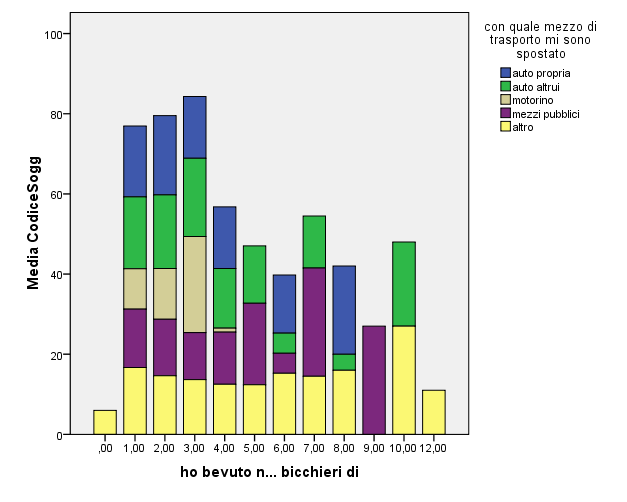 con quale mezzo di
trasporto mi sono
spostato
auto propria
auto altrui
motorino
mezzi pubblici
altro
100
80
60
40
20
0
Media CodiceSogg
,00 1,00 2,00 3,00 4,00 5,00 6,00 7,00 8,00 9,00 10,00 12,00
ho bevuto n... bicchieri di